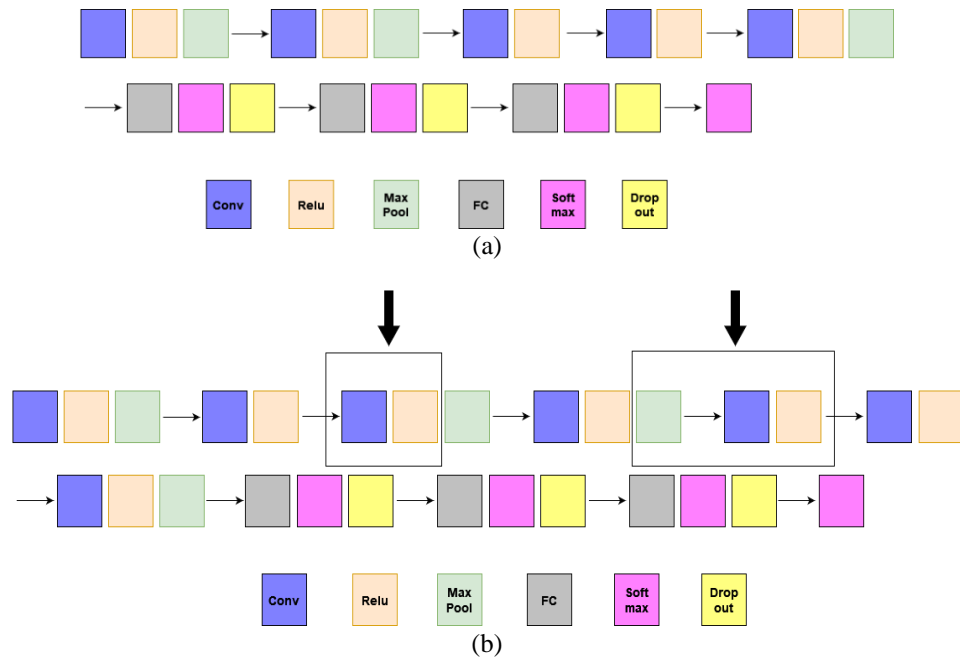 Conv
Relu
Max
Pool
FC
Soft
max
Drop
out
(a)
Conv
Relu
Max
Pool
FC
Soft
max
Drop
out
(b)